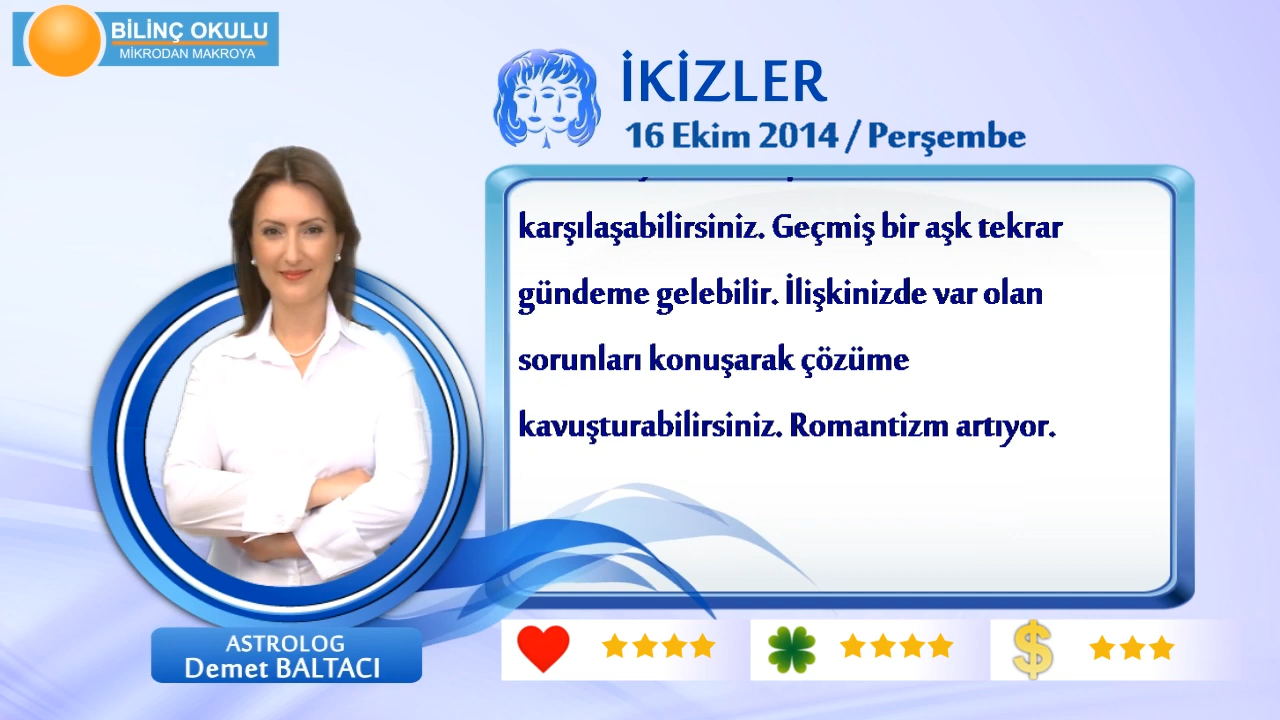 BİLİNÇ OKULU
MİKRODAN MAKROYA
İKİZLER
16 Ekim 2014 / Perşembe
karşılaşabilirsiniz. Geçmiş bir aşk tekrar
gündeme gelebilir. İlişkinizde var olan
sorunları konuşarak çözüme
kavuşturabilirsiniz. Romantizm artıyor.
ASTROLOG
Demet BALTACI
$